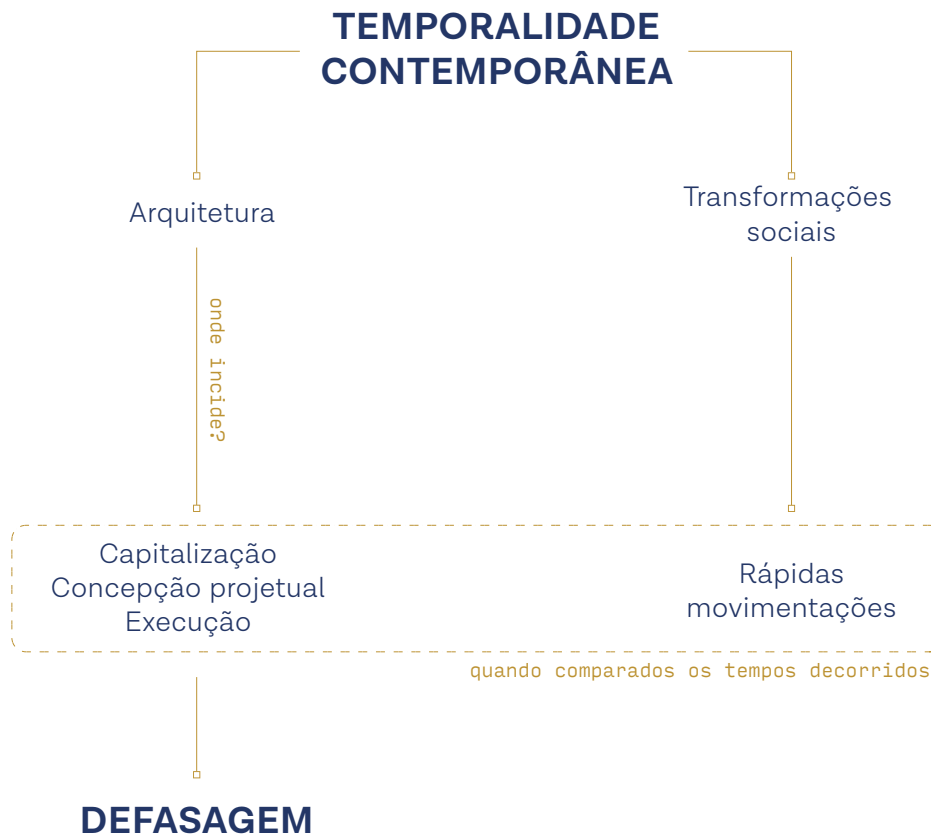 TEMPORALIDADE
CONTEMPORÂNEA
Arquitetura
Transformações
sociais
onde incide?
Capitalização
Concepção projetual
Execução
Rápidas
movimentações
quando comparados os tempos decorridos
DEFASAGEM